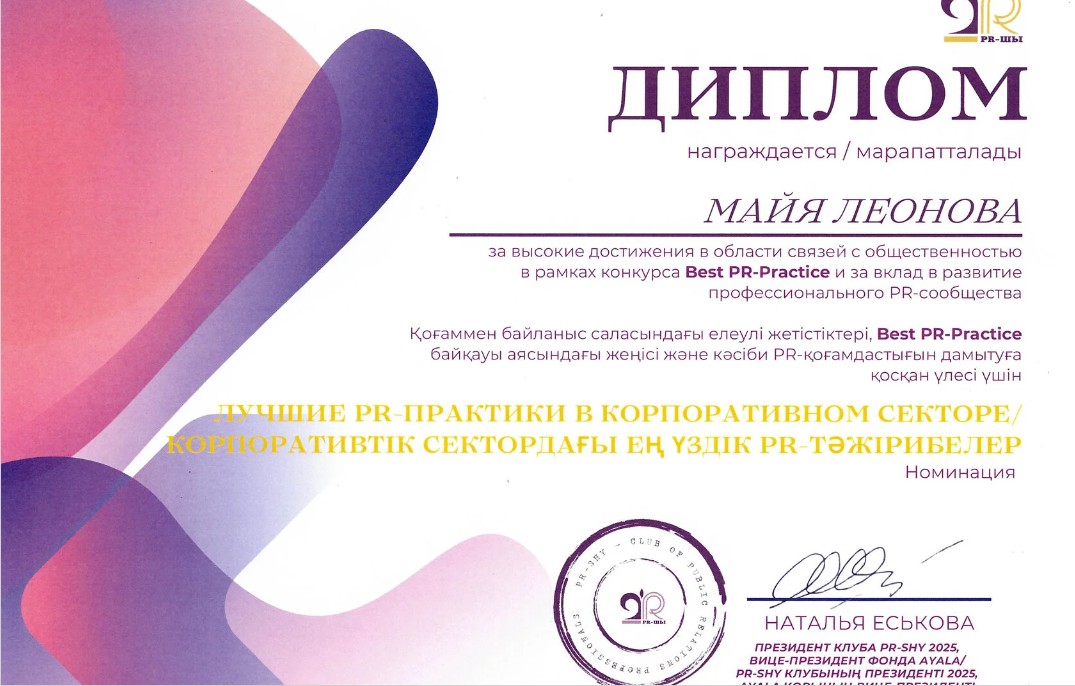 PR-ШЫ
ДИПЛОМ
награждается / марапатталады
МАЙЯ ЛЕОНОВА
за высокие достижения в области связей с общественностью
в рамках конкурса Best PR-Practice и за вклад в развитие
профессионального PR-сообщества
Қоғаммен байланыс саласындағы елеулі жетістіктері, Best PR-Practice
байқауы аясындағы жеңісі және кәсіби PR-қоғамдастығын дамытуға
қосқан үлесі үшін
ЛУЧШИЕ PR-ПРАКТИКИ В КОРПОРАТИВНОМ СЕКТОРЕ/
КОРПОРАТИВТІК СЕКТОРДАҒЫ ЕҢ ҮЗДІК PR-ТӘЖІРИБЕЛЕР
Номинация
PR-SHY – CLUB OF PUBLIC RELATIONS PROFESSIONALS
PR-ШЫ
НАТАЛЬЯ ЕСЬКОВА
ПРЕЗИДЕНТ КЛУБА PR-SHY 2025,
ВИЦЕ-ПРЕЗИДЕНТ ФОНДА AYALA/
PR-SHY КЛУБЫНЫҢ ПРЕЗИДЕНТІ 2025,
AYALA ҚОРЫНЫҢ ВИЦЕ-ПРЕЗИДЕНТІ